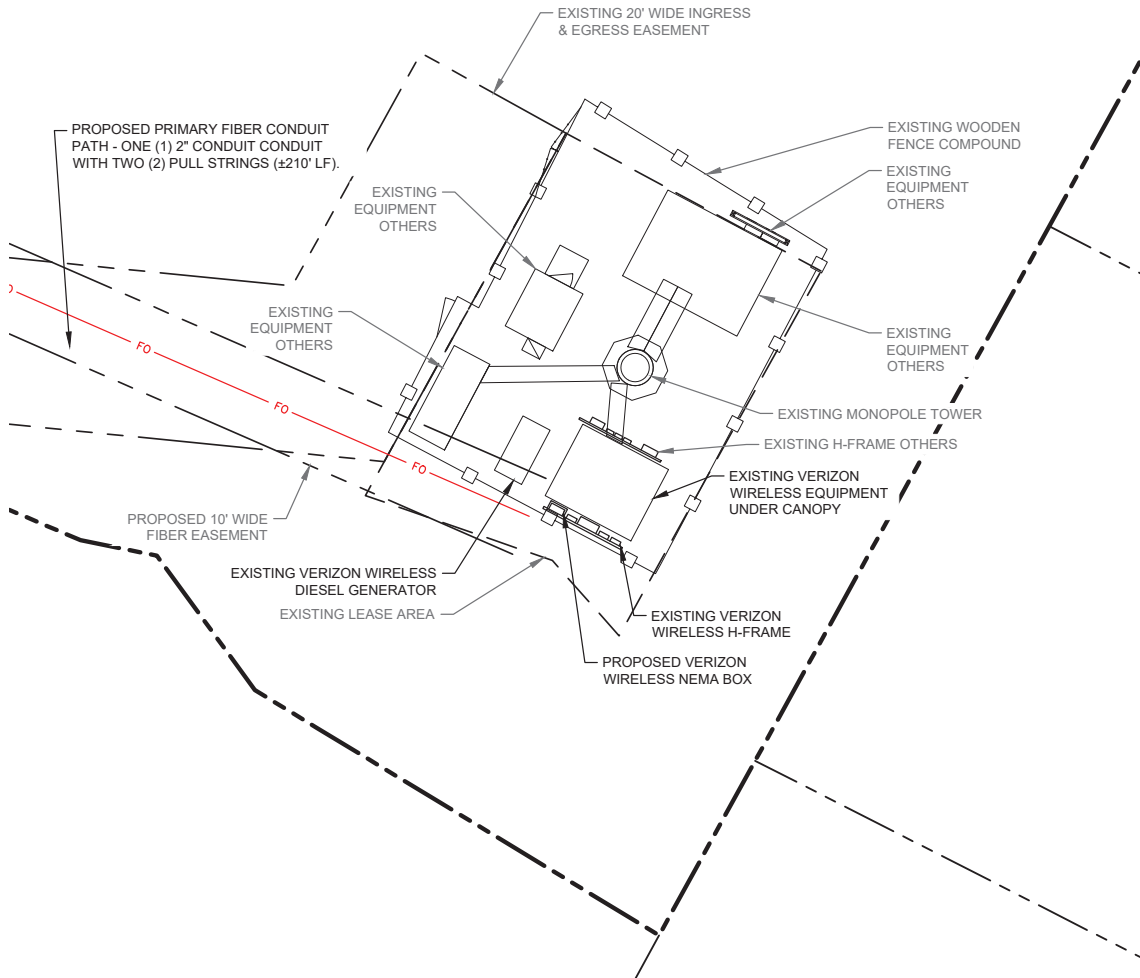 EXISTING 20' WIDE INGRESS
& EGRESS EASEMENT
PROPOSED PRIMARY FIBER CONDUIT
PATH - ONE (1) 2" CONDUIT CONDUIT
WITH TWO (2) PULL STRINGS (±210' LF).
EXISTING WOODEN
FENCE COMPOUND
EXISTING
EQUIPMENT
OTHERS
EXISTING
EQUIPMENT
OTHERS
EXISTING
EQUIPMENT
OTHERS
EXISTING
EQUIPMENT
OTHERS
FO
FO
FO
EXISTING MONOPOLE TOWER
EXISTING H-FRAME OTHERS
EXISTING VERIZON
WIRELESS EQUIPMENT
UNDER CANOPY
PROPOSED 10' WIDE
FIBER EASEMENT
EXISTING VERIZON WIRELESS
DIESEL GENERATOR
EXISTING LEASE AREA
EXISTING VERIZON
WIRELESS H-FRAME
PROPOSED VERIZON
WIRELESS NEMA BOX